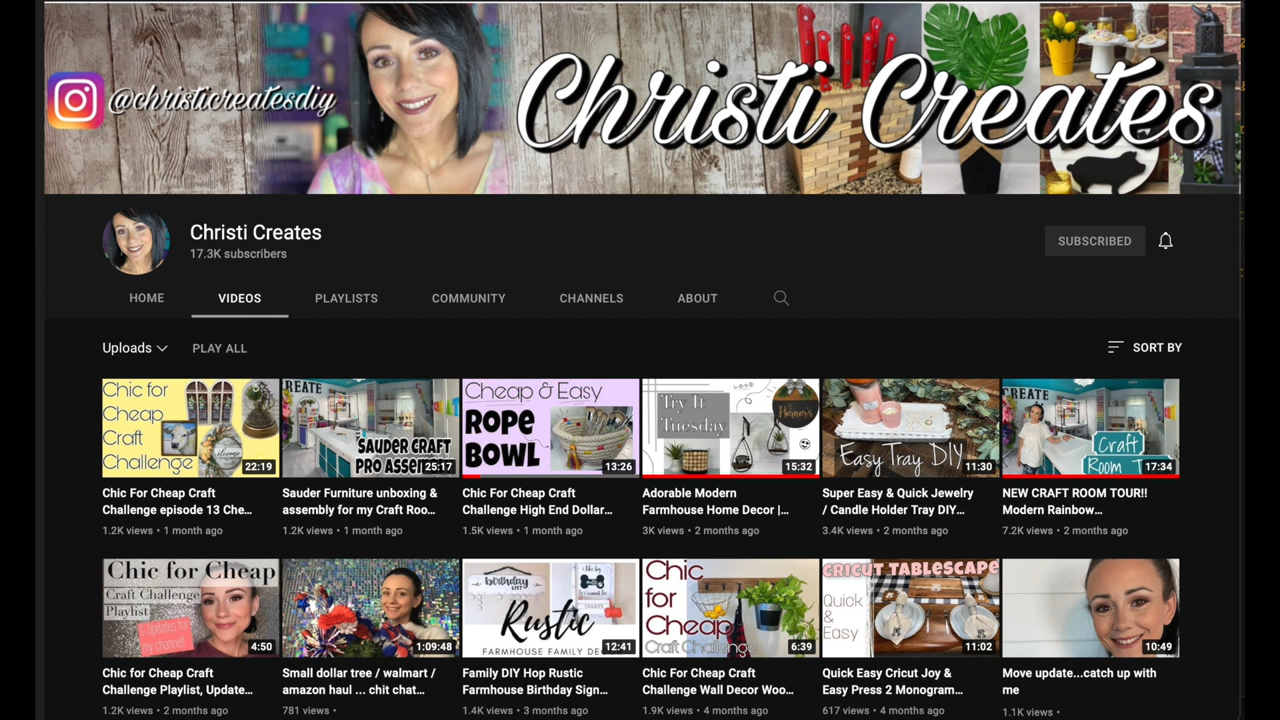 @christicreatesdiy
Christi Creates
Christi Creates
17.3K subscribers
SUBSCRIBED
HOME
VIDEOS
PLAYLISTS
COMMUNITY
CHANNELS
ABOUT
Uploads
PLAY ALL
SORT BY
Chic for
Cheap
Craft
Challenge
Welcome
22:19
CREATE
SAUDER CRAFT
PRO ASSEM
25:17
Cheap & Easy
ROPE
BOWL
13:26
Try It
Tuesday
15:32
Easy Tray DIY
11:30
CREATE
Craft
Room T
17:34
Chic For Cheap Craft
Challenge episode 13 Che...
1.2K views • 1 month ago
Sauder Furniture unboxing &
assembly for my Craft Roo...
1.2K views • 1 month ago
Chic For Cheap Craft
Challenge High End Dollar...
1.5K views • 1 month ago
Adorable Modern
Farmhouse Home Decor |...
3K views • 2 months ago
Super Easy & Quick Jewelry
/ Candle Holder Tray DIY...
3.4K views • 2 months ago
NEW CRAFT ROOM TOUR!!
Modern Rainbow...
7.2K views • 2 months ago
Chic for Cheap
Craft Challenge
Playlist
& Updates for
my channel
4:50
1:09:48
birthday
Rustic
FARMHOUSE FAMILY DE
12:41
Chic
for
Cheap
Craft Challeng
6:39
CRICUT TABLESCAPE
Quick
&
Easy
11:02
10:49
Chic for Cheap Craft
Challenge Playlist, Update...
1.2K views • 2 months ago
Small dollar tree / walmart /
amazon haul ... chit chat...
781 views •
Family DIY Hop Rustic
Farmhouse Birthday Sign...
1.4K views • 3 months ago
Chic For Cheap Craft
Challenge Wall Decor Woo...
1.9K views • 4 months ago
Quick Easy Cricut Joy &
Easy Press 2 Monogram...
617 views • 4 months ago
Move update...catch up with
me
1.1K views •